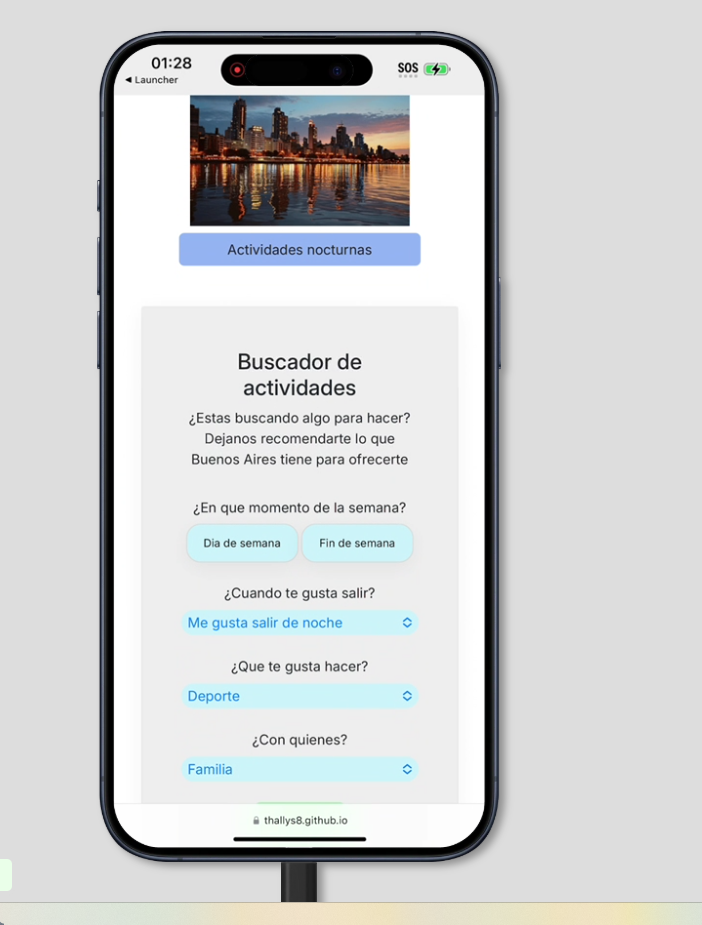 01:28
SOS
◀ Launcher
Actividades nocturnas
Buscador de
actividades
¿Estas buscando algo para hacer?
Dejanos recomendarte lo que
Buenos Aires tiene para ofrecerte
¿En que momento de la semana?
Dia de semana
Fin de semana
¿Cuando te gusta salir?
Me gusta salir de noche
¿Que te gusta hacer?
Deporte
¿Con quienes?
Familia
thallys8.github.io